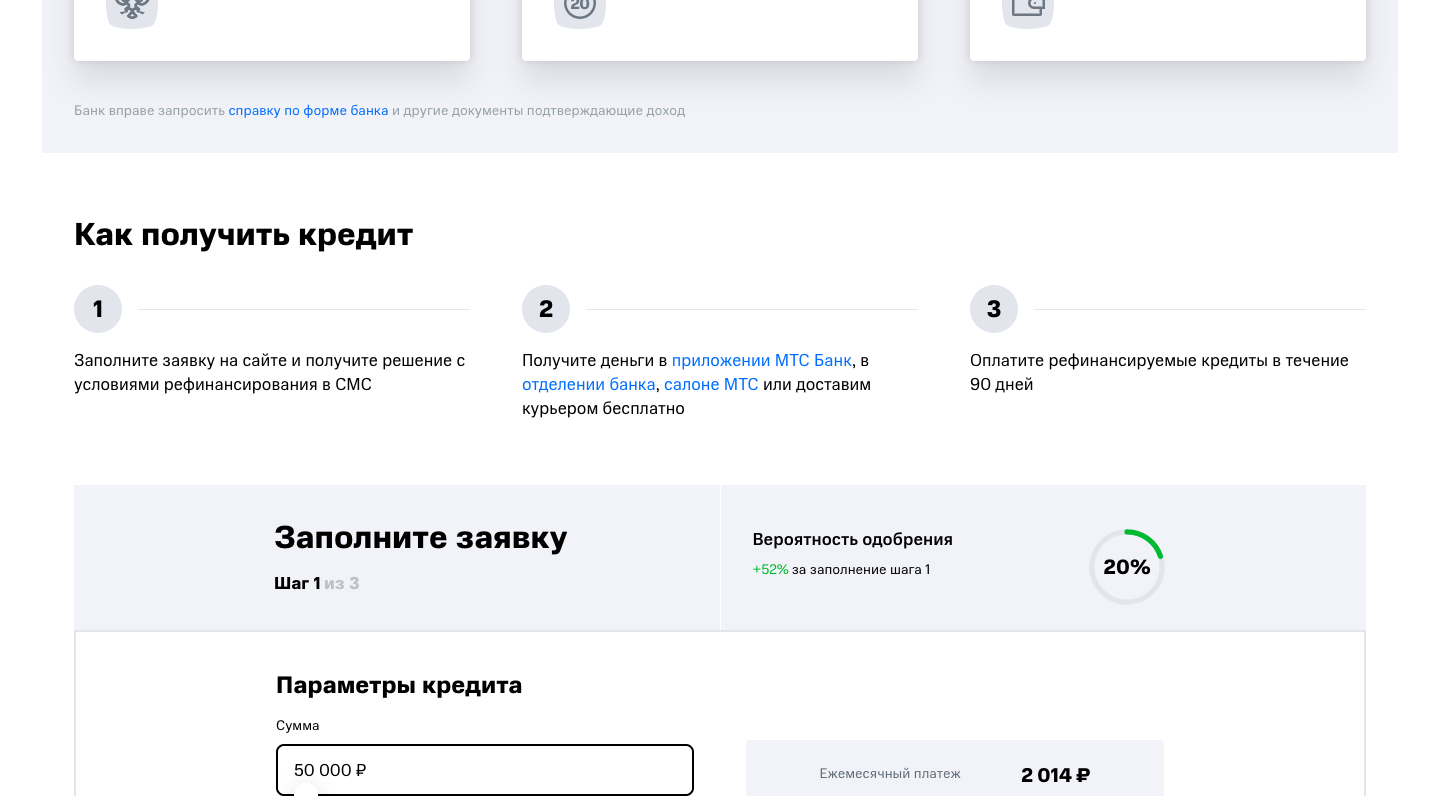 20
Банк вправе запросить справку по форме банка и другие документы подтверждающие доход
Как получить кредит
1
2
3
Заполните заявку на сайте и получите решение с
условиями рефинансирования в СМС
Получите деньги в приложении МТС Банк, в
отделении банка, салоне МТС или доставим
курьером бесплатно
Оплатите рефинансируемые кредиты в течение
90 дней
Заполните заявку
Шаг 1 из 3
Вероятность одобрения
+52% за заполнение шага 1
20%
Параметры кредита
Сумма
50 000 ₽
Ежемесячный платеж
2 014 ₽